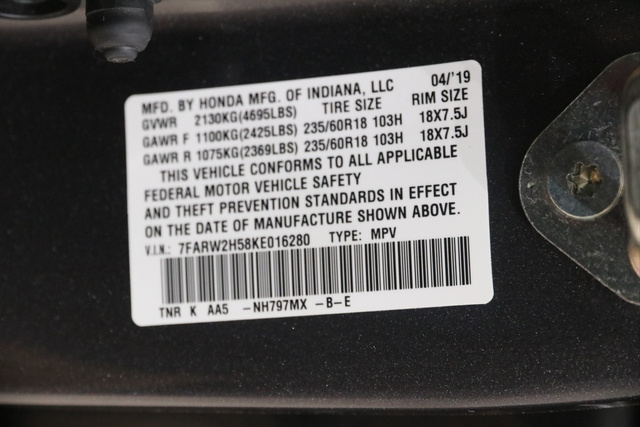 MFD. BY HONDA MFG. OF INDIANA, LLC 04/'19
GVWR 2130KG(4695LBS) TIRE SIZE RIM SIZE
GAWR F 1100KG(2425LBS) 235/60R18 103H 18X7.5J
GAWR R 1075KG(2369LBS) 235/60R18 103H 18X7.5J
THIS VEHICLE CONFORMS TO ALL APPLICABLE
FEDERAL MOTOR VEHICLE SAFETY
AND THEFT PREVENTION STANDARDS IN EFFECT
ON THE DATE OF MANUFACTURE SHOWN ABOVE.
V.I.N.: 7FARW2H58KE016280 TYPE: MPV
TNR K AA5 -NH797MX -B-E